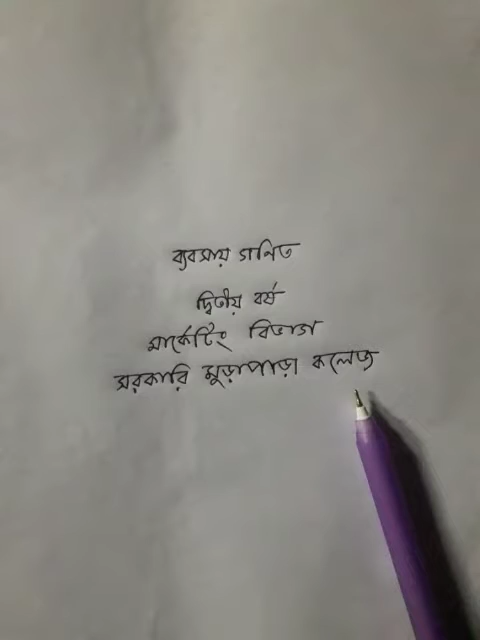 ব্যবসায় গনিত
দ্বিতীয় বর্ষ
মার্কেটিং বিভাগ
সরকারি মুড়াপাড়া কলেজ